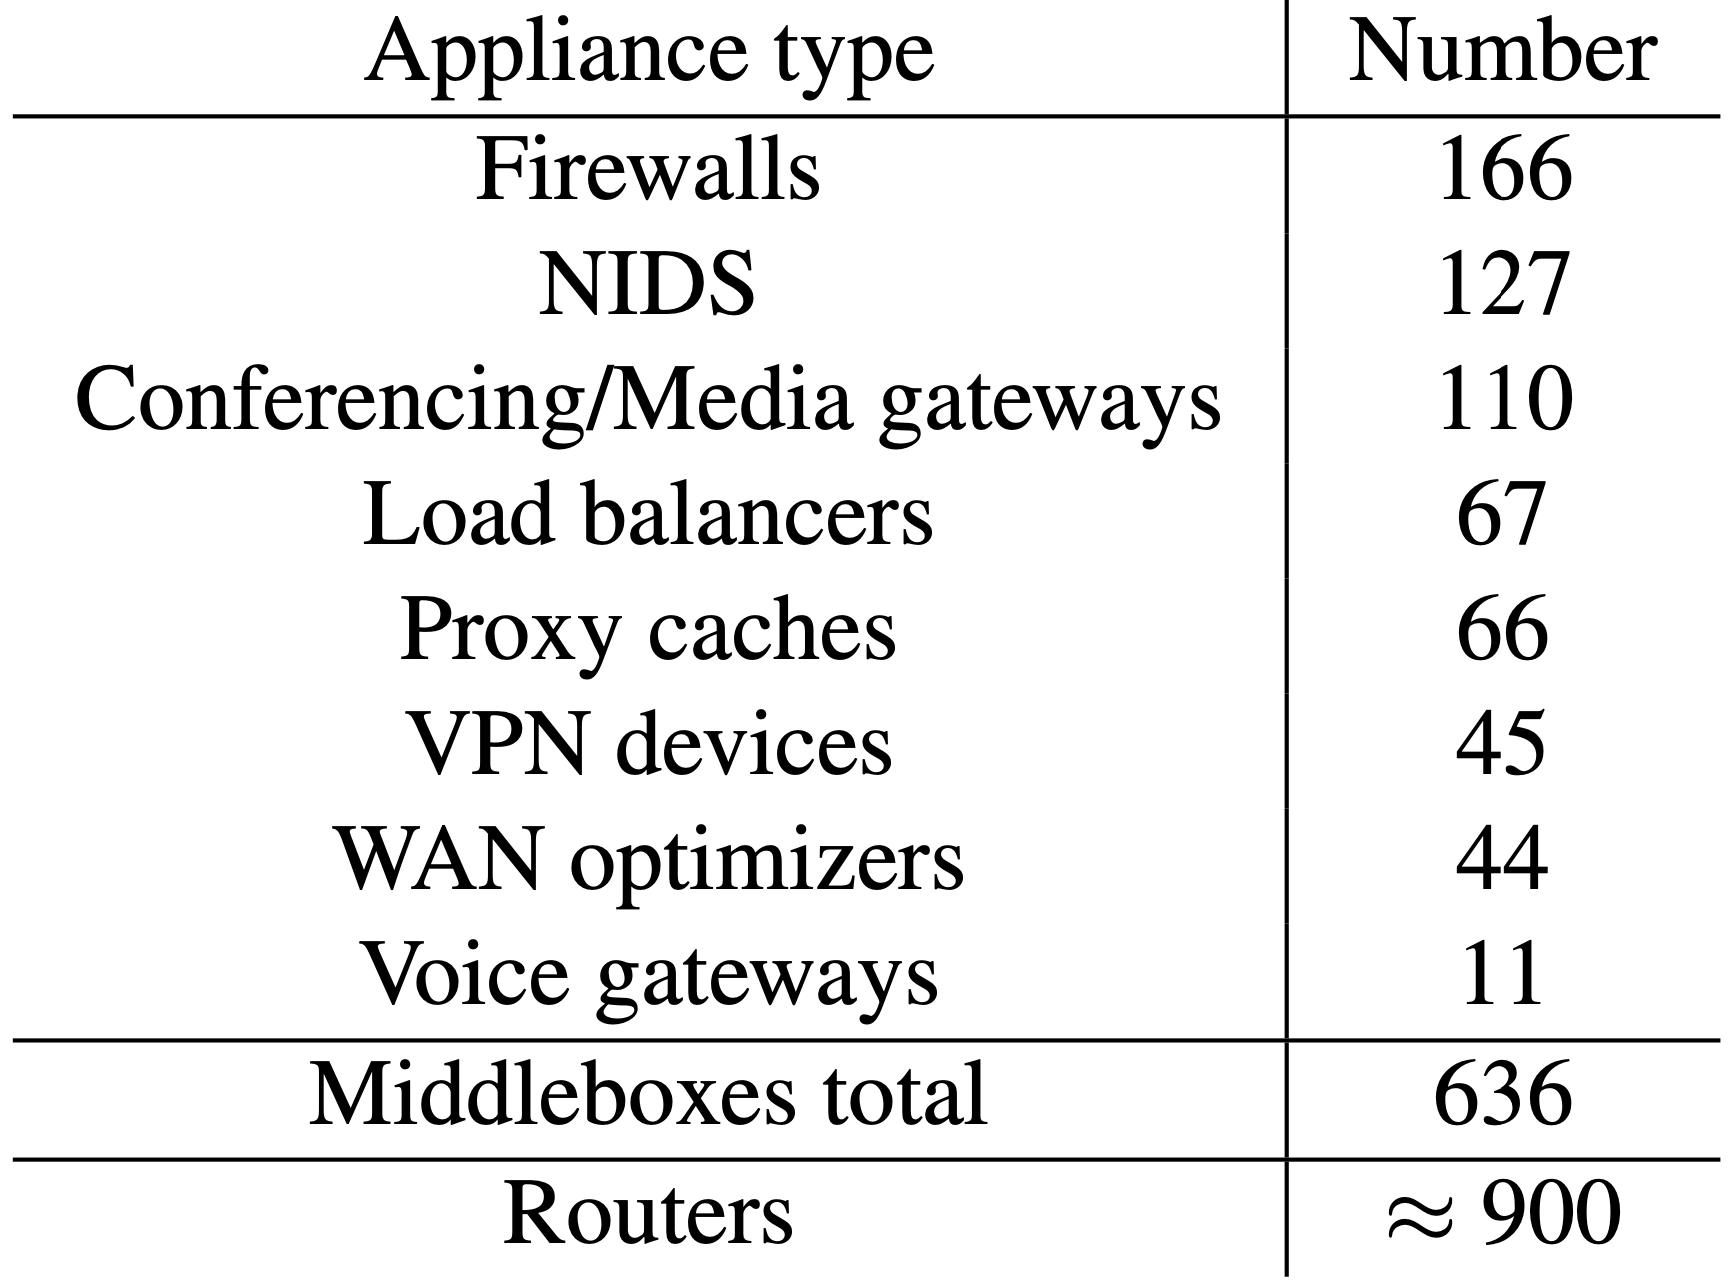 Appliance type Number
Firewalls 166
NIDS 127
Conferencing/Media gateways 110
Load balancers 67
Proxy caches 66
VPN devices 45
WAN optimizers 44
Voice gateways 11
Middleboxes total 636
Routers ≈ 900